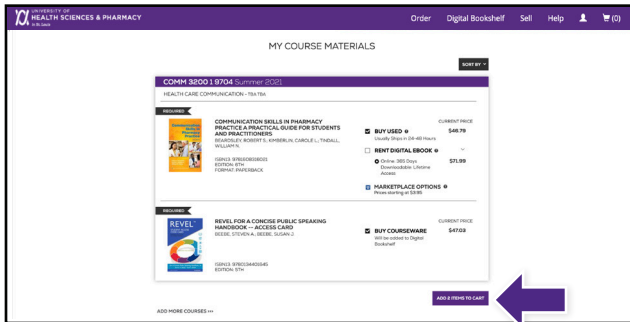 UNIVERSITY OF
HEALTH SCIENCES & PHARMACY
in St. Louis
Order Digital Bookshelf Sell Help (0)
MY COURSE MATERIALS
SORT BY
COMM 3200 1 9704 Summer 2021
HEALTH CARE COMMUNICATION - TBA TBA
REQUIRED
COMMUNICATION SKILLS IN PHARMACY
PRACTICE A PRACTICAL GUIDE FOR STUDENTS
AND PRACTITIONERS
BEARDSLEY, ROBERT S., KIMBERLIN, CAROLE L., TINDALL,
WILLIAM N.
EDITION: 6TH
FORMAT: PAPERBACK
CURRENT PRICE
BUY USED $46.79
Usually Ships in 24-48 Hours
RENT DIGITAL EBOOK
Online: 365 Days $71.99
Downloadable: Lifetime
Access
MARKETPLACE OPTIONS
Prices starting at $3.95
REQUIRED
REVEL
REVEL FOR A CONCISE PUBLIC SPEAKING
HANDBOOK -- ACCESS CARD
BEEBE, STEVEN A., BEEBE, SUSAN J.
ISBN13: 9780134401945
EDITION: 5TH
CURRENT PRICE
BUY COURSEWARE $47.03
Will be added to Digital
Bookshelf
ADD 2 ITEMS TO CART
ADD MORE COURSES